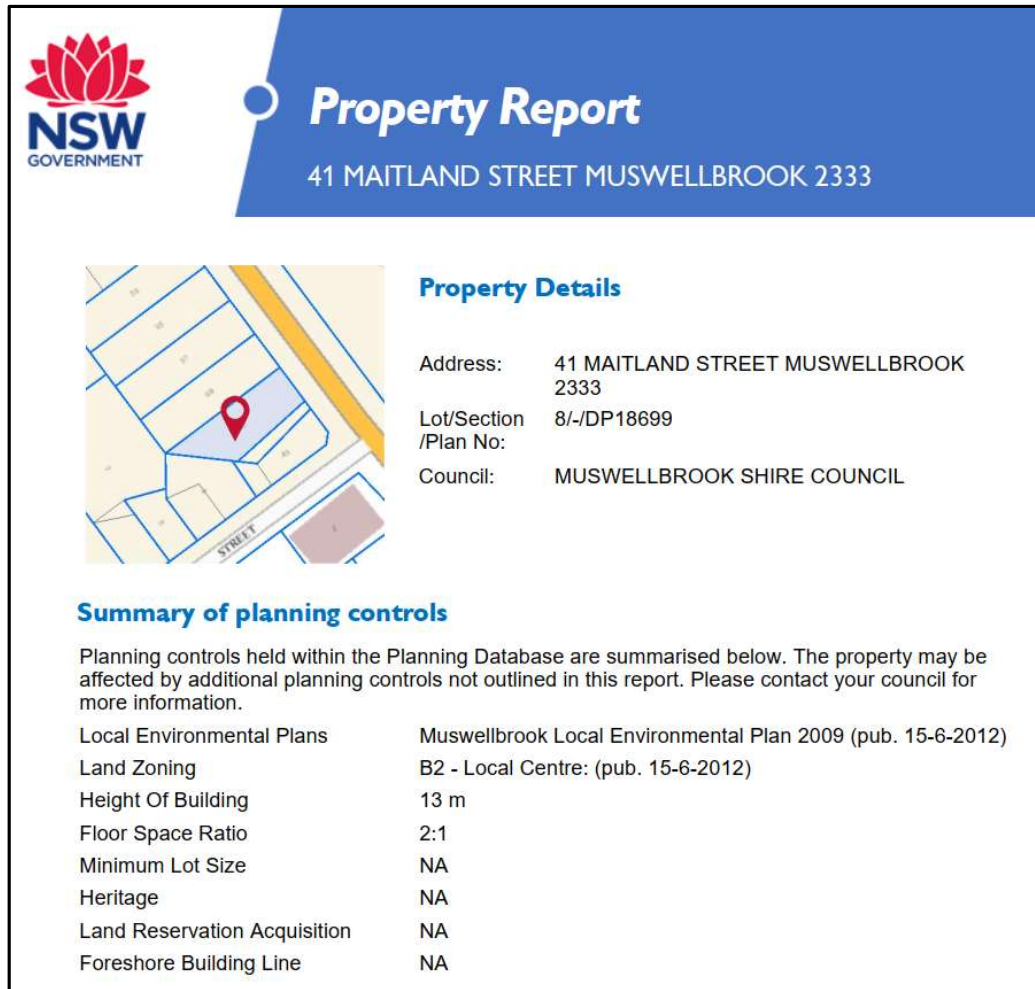 NSW
GOVERNMENT
Property Report
41 MAITLAND STREET MUSWELLBROOK 2333
STREET
Property Details
Address: 41 MAITLAND STREET MUSWELLBROOK
2333
Lot/Section 8/-/DP18699
/Plan No:
Council: MUSWELLBROOK SHIRE COUNCIL
Summary of planning controls
Planning controls held within the Planning Database are summarised below. The property may be
affected by additional planning controls not outlined in this report. Please contact your council for
more information.
Local Environmental Plans Muswellbrook Local Environmental Plan 2009 (pub. 15-6-2012)
Land Zoning B2 - Local Centre: (pub. 15-6-2012)
Height Of Building 13 m
Floor Space Ratio 2:1
Minimum Lot Size NA
Heritage NA
Land Reservation Acquisition NA
Foreshore Building Line NA